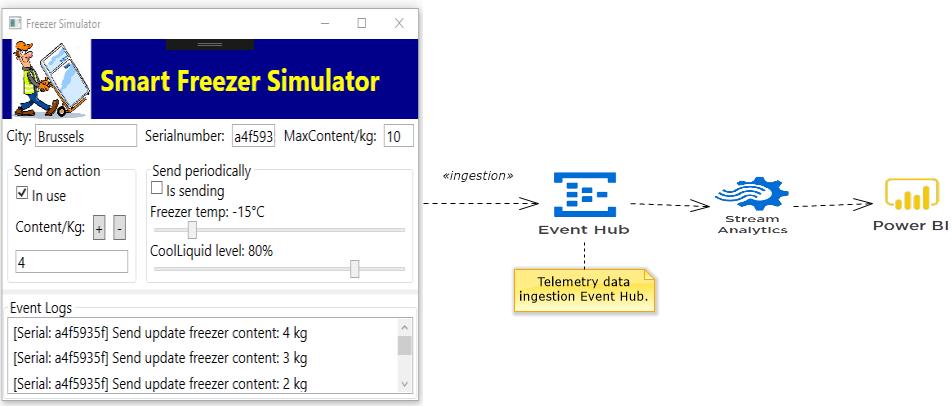 Freezer Simulator
Smart Freezer Simulator
City: Brussels Serialnumber: a4f593 MaxContent/kg: 10
Send on action
In use
Content/Kg: + -
4
Send periodically
Is sending
Freezer temp: -15°C
CoolLiquid level: 80%
Event Logs
[Serial: a4f5935f] Send update freezer content: 4 kg
[Serial: a4f5935f] Send update freezer content: 3 kg
[Serial: a4f5935f] Send update freezer content: 2 kg
«ingestion»
Event Hub
Telemetry data
ingestion Event Hub.
Stream
Analytics
Power BI